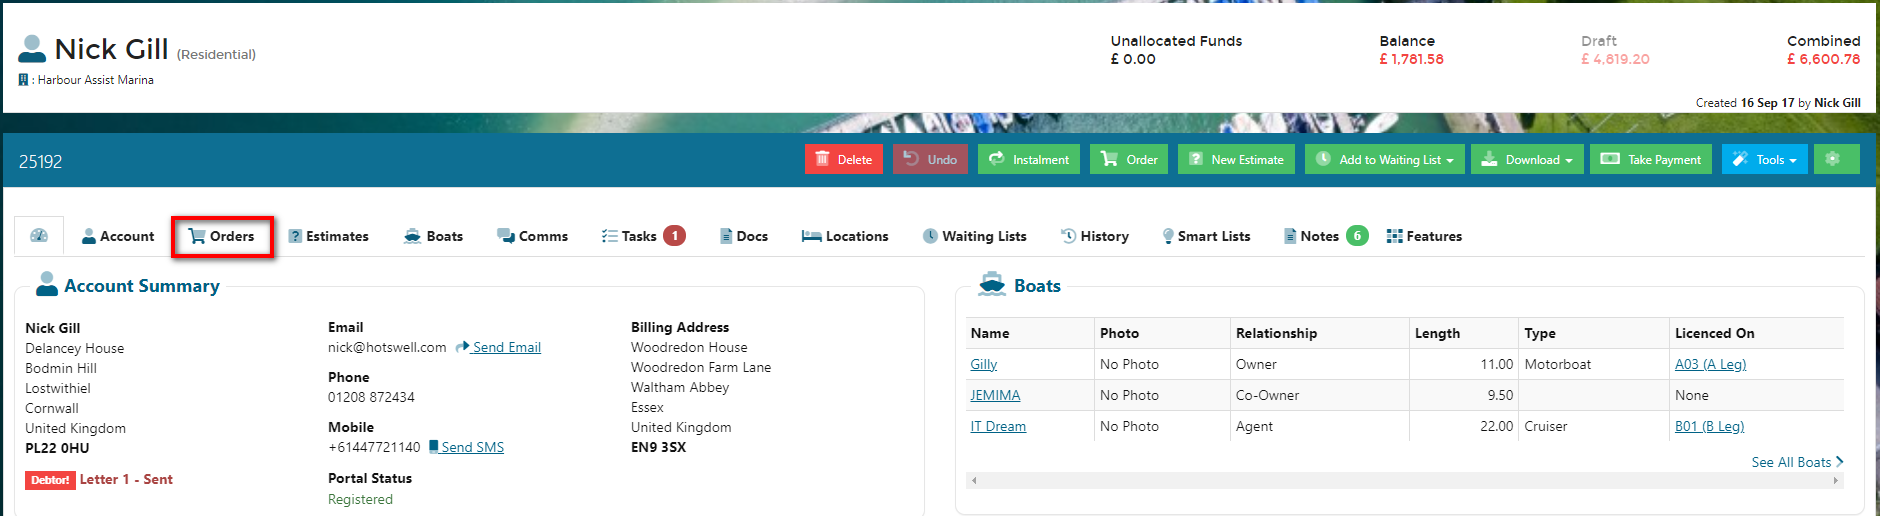 Nick Gill (Residential)
: Harbour Assist Marina
Unallocated Funds
£ 0.00
Balance
£ 1,781.58
Draft
£ 4,819.20
Combined
£ 6,600.78
Created 16 Sep 17 by Nick Gill
25192
Delete
Undo
Instalment
Order
New Estimate
Add to Waiting List
Download
Take Payment
Tools
Account
Orders
Estimates
Boats
Comms
Tasks 1
Docs
Locations
Waiting Lists
History
Smart Lists
Notes 6
Features
Account Summary
Nick Gill
Delancey House
Bodmin Hill
Lostwithiel
Cornwall
United Kingdom
PL22 0HU
Debtor! Letter 1 - Sent
Email
nick@hotswell.com Send Email
Phone
01208 872434
Mobile
+61447721140 Send SMS
Portal Status
Registered
Billing Address
Woodredon House
Woodredon Farm Lane
Waltham Abbey
Essex
United Kingdom
EN9 3SX
Boats
Name Photo Relationship Length Type Licenced On
Gilly No Photo Owner 11.00 Motorboat A03 (A Leg)
JEMIMA No Photo Co-Owner 9.50 None
IT Dream No Photo Agent 22.00 Cruiser B01 (B Leg)
See All Boats